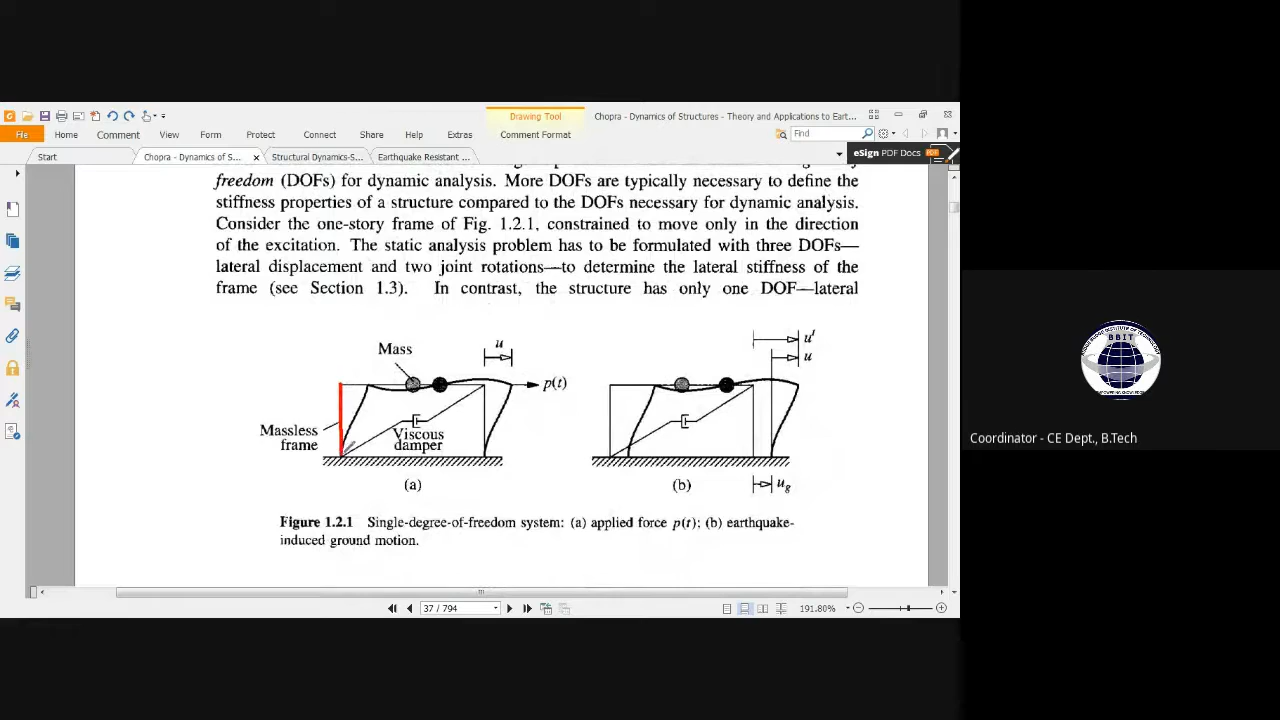 Drawing Tool
Chopra - Dynamics of Structures - Theory and Applications to Eart...
File Home Comment View Form Protect Connect Share Help Extras Comment Format
Find
Start
Chopra - Dynamics of S...
Structural Dynamics-S...
Earthquake Resistant ...
eSign PDF Docs
freedom (DOFs) for dynamic analysis. More DOFs are typically necessary to define the
stiffness properties of a structure compared to the DOFs necessary for dynamic analysis.
Consider the one-story frame of Fig. 1.2.1, constrained to move only in the direction
of the excitation. The static analysis problem has to be formulated with three DOFs—
lateral displacement and two joint rotations—to determine the lateral stiffness of the
frame (see Section 1.3). In contrast, the structure has only one DOF—lateral
Mass
u
p(t)
Massless
frame
Viscous
damper
(a)
u^t
u
(b)
u_g
Figure 1.2.1 Single-degree-of-freedom system: (a) applied force p(t); (b) earthquake-
induced ground motion.
37 / 794
191.80%
BBIT
Coordinator - CE Dept., B.Tech